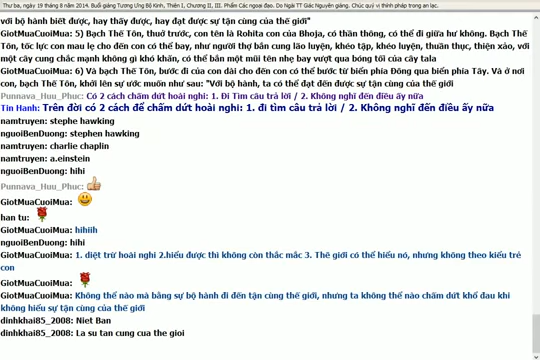 Thư ba, ngày 19 tháng 8 năm 2014. Buổi giảng Tương Ưng Bộ Kinh, Thiên I, Chương II, III. Phẩm Các ngoại đạo. Do Ngài TT Giác Nguyên giảng. Chúc quý vị thính pháp trong an lạc.
với bộ hành biết được, hay thấy được, hay đạt được sự tận cùng của thế giới"
GiotMuaCuoiMua: 5) Bạch Thế Tôn, thuở trước, con tên là Rohita con của Bhoja, có thần thông, có thể đi giữa hư không. Bạch Thế
Tôn, tốc lực con mau lẹ cho đến con có thể bay, như người thợ bắn cung lão luyện, khéo tập, khéo luyện, thuần thục, thiện xảo, với
một cây cung chắc mạnh không gì khó khăn, có thể bắn một mũi tên nhẹ bay vượt qua bóng tối của cây tala
GiotMuaCuoiMua: 6) Và bạch Thế Tôn, bước đi của con dài cho đến con có thể bước từ biển phía Đông qua biển phía Tây. Và ở nơi
con, bạch Thế Tôn, khởi lên sự ước muốn như sau: "Với bộ hành, ta có thể đạt đến được sự tận cùng của thế giới
Punnava_Huu_Phuc: Có 2 cách chấm dứt hoài nghi: 1. Đi Tìm câu trả lời / 2. Không nghĩ đến điều ấy nữa
Tin Hanh: Trên đời có 2 cách để chấm dứt hoài nghi: 1. đi tìm câu trả lời / 2. Không nghĩ đến điều ấy nữa
namtruyen: stephe hawking
nguoiBenDuong: stephen hawking
namtruyen: charlie chaplin
namtruyen: a.einstein
nguoiBenDuong: hihi
Punnava_Huu_Phuc:
GiotMuaCuoiMua:
han tu:
GiotMuaCuoiMua: hihiih
nguoiBenDuong: hihi
GiotMuaCuoiMua: 1. diệt trừ hoài nghi 2.hiểu được thì không còn thắc mắc 3. Thê giới có thể hiểu nó, nhưng không theo kiểu trẻ
con
GiotMuaCuoiMua:
GiotMuaCuoiMua: Không thể nào mà bằng sự bộ hành đi đến tận cùng thế giới, nhưng ta không thể nào chấm dứt khổ đau khi
không hiểu sự tận cùng của thế giới
dinhkhai85_2008: Niet Ban
dinhkhai85_2008: La su tan cung cua the gioi